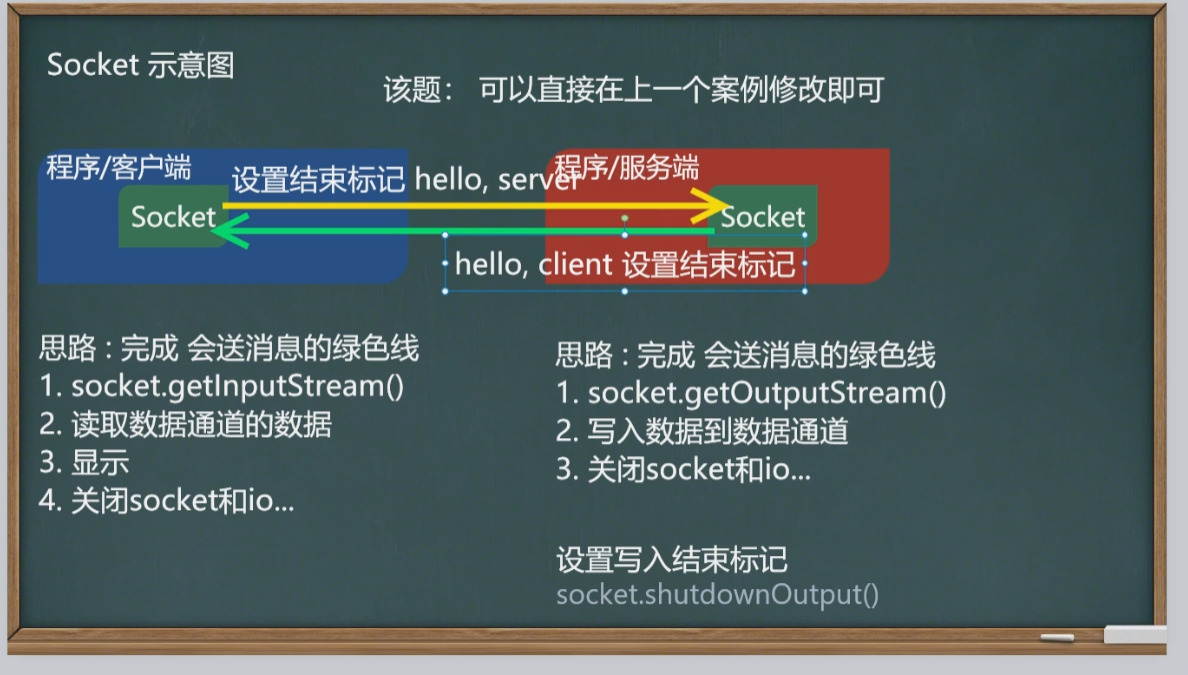 Socket 示意图
该题： 可以直接在上一个案例修改即可
程序/客户端
设置结束标记 hello, server
程序/服务端
Socket
Socket
hello, client 设置结束标记
思路 : 完成 会送消息的绿色线
1. socket.getInputStream()
2. 读取数据通道的数据
3. 显示
4. 关闭socket和io...
思路 : 完成 会送消息的绿色线
1. socket.getOutputStream()
2. 写入数据到数据通道
3. 关闭socket和io...
设置写入结束标记
socket.shutdownOutput()